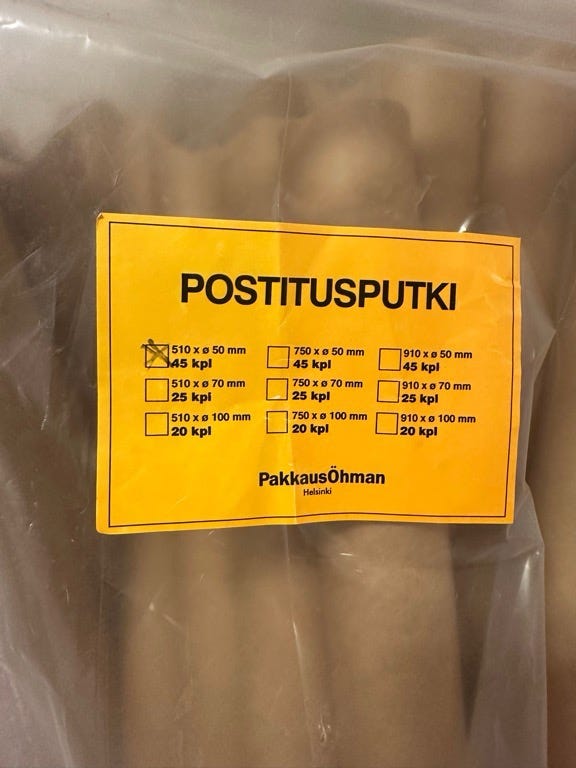 POSTITUSPUTKI
510 x ø 50 mm 750 x ø 50 mm 910 x ø 50 mm
45 kpl 45 kpl 45 kpl
510 x ø 70 mm 750 x ø 70 mm 910 x ø 70 mm
25 kpl 25 kpl 25 kpl
510 x ø 100 mm 750 x ø 100 mm 910 x ø 100 mm
20 kpl 20 kpl 20 kpl
PakkausÖhman
Helsinki